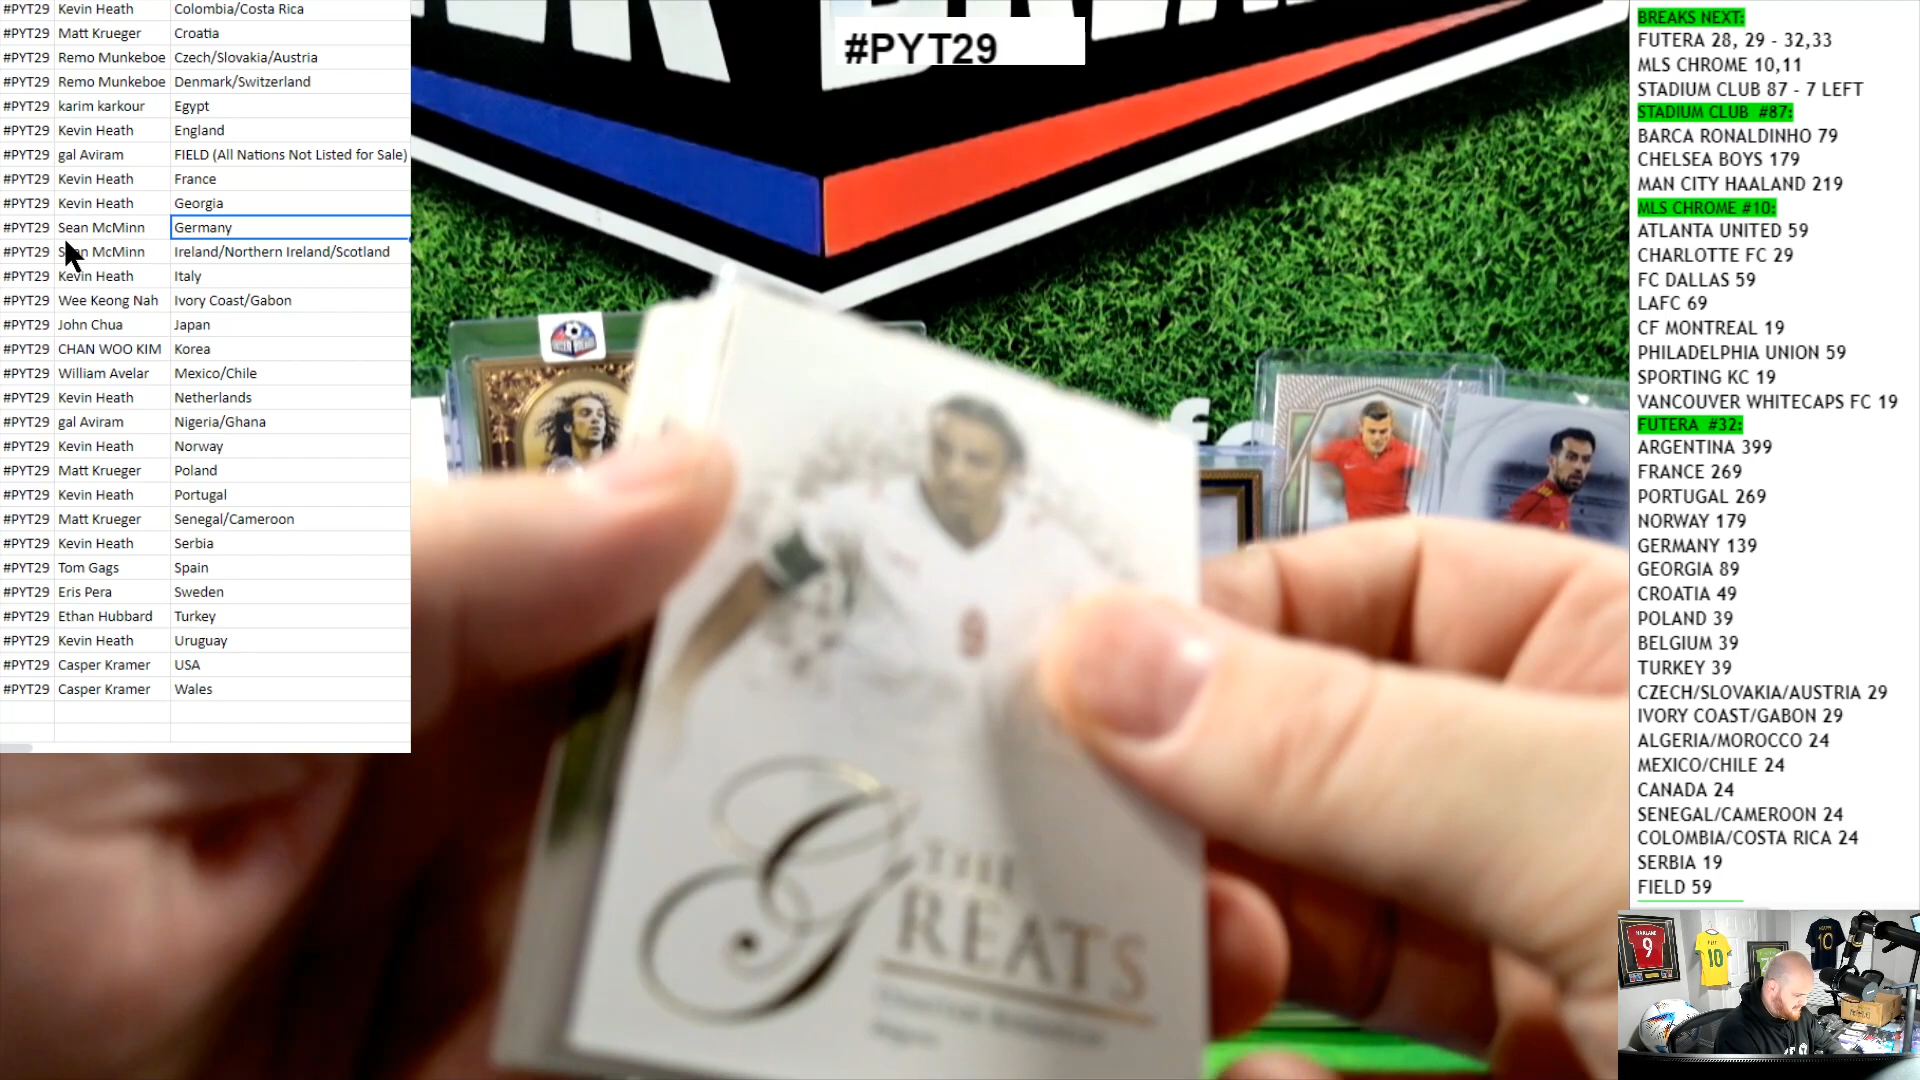 #PYT29 Kevin Heath Colombia/Costa Rica
#PYT29 Matt Krueger Croatia
#PYT29 Remo Munkeboe Czech/Slovakia/Austria
#PYT29 Remo Munkeboe Denmark/Switzerland
#PYT29 karim karkour Egypt
#PYT29 Kevin Heath England
#PYT29 gal Aviram FIELD (All Nations Not Listed for Sale)
#PYT29 Kevin Heath France
#PYT29 Kevin Heath Georgia
#PYT29 Sean McMinn Germany
#PYT29 McMinn Ireland/Northern Ireland/Scotland
#PYT29 Kevin Heath Italy
#PYT29 Wee Keong Nah Ivory Coast/Gabon
#PYT29 John Chua Japan
#PYT29 CHAN WOO KIM Korea
#PYT29 William Avelar Mexico/Chile
#PYT29 Kevin Heath Netherlands
#PYT29 gal Aviram Nigeria/Ghana
#PYT29 Kevin Heath Norway
#PYT29 Matt Krueger Poland
#PYT29 Kevin Heath Portugal
#PYT29 Matt Krueger Senegal/Cameroon
#PYT29 Kevin Heath Serbia
#PYT29 Tom Gags Spain
#PYT29 Eris Pera Sweden
#PYT29 Ethan Hubbard Turkey
#PYT29 Kevin Heath Uruguay
#PYT29 Casper Kramer USA
#PYT29 Casper Kramer Wales
#PYT29
THE
GREATS
BREAKS NEXT:
FUTERA 28, 29 - 32,33
MLS CHROME 10,11
STADIUM CLUB 87 - 7 LEFT
STADIUM CLUB #87:
BARCA RONALDINHO 79
CHELSEA BOYS 179
MAN CITY HAALAND 219
MLS CHROME #10:
ATLANTA UNITED 59
CHARLOTTE FC 29
FC DALLAS 59
LAFC 69
CF MONTREAL 19
PHILADELPHIA UNION 59
SPORTING KC 19
VANCOUVER WHITECAPS FC 19
FUTERA #32:
ARGENTINA 399
FRANCE 269
PORTUGAL 269
NORWAY 179
GERMANY 139
GEORGIA 89
CROATIA 49
POLAND 39
BELGIUM 39
TURKEY 39
CZECH/SLOVAKIA/AUSTRIA 29
IVORY COAST/GABON 29
ALGERIA/MOROCCO 24
MEXICO/CHILE 24
CANADA 24
SENEGAL/CAMEROON 24
COLOMBIA/COSTA RICA 24
SERBIA 19
FIELD 59
9
10
10